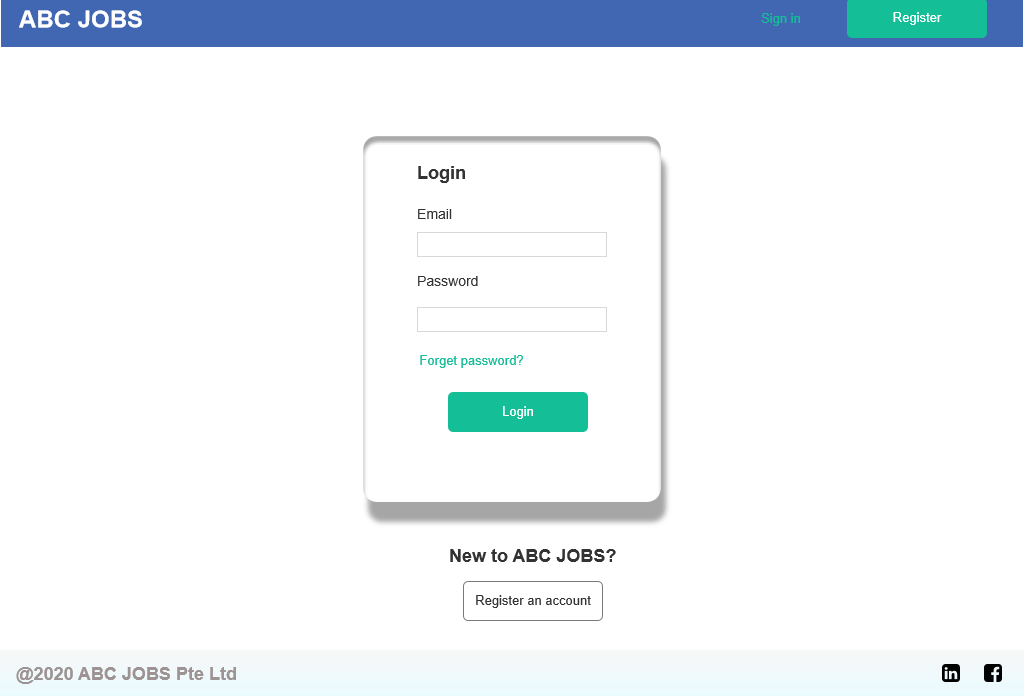 ABC JOBS
Sign in
Register
Login
Email
Password
Forget password?
Login
New to ABC JOBS?
Register an account
@2020 ABC JOBS Pte Ltd